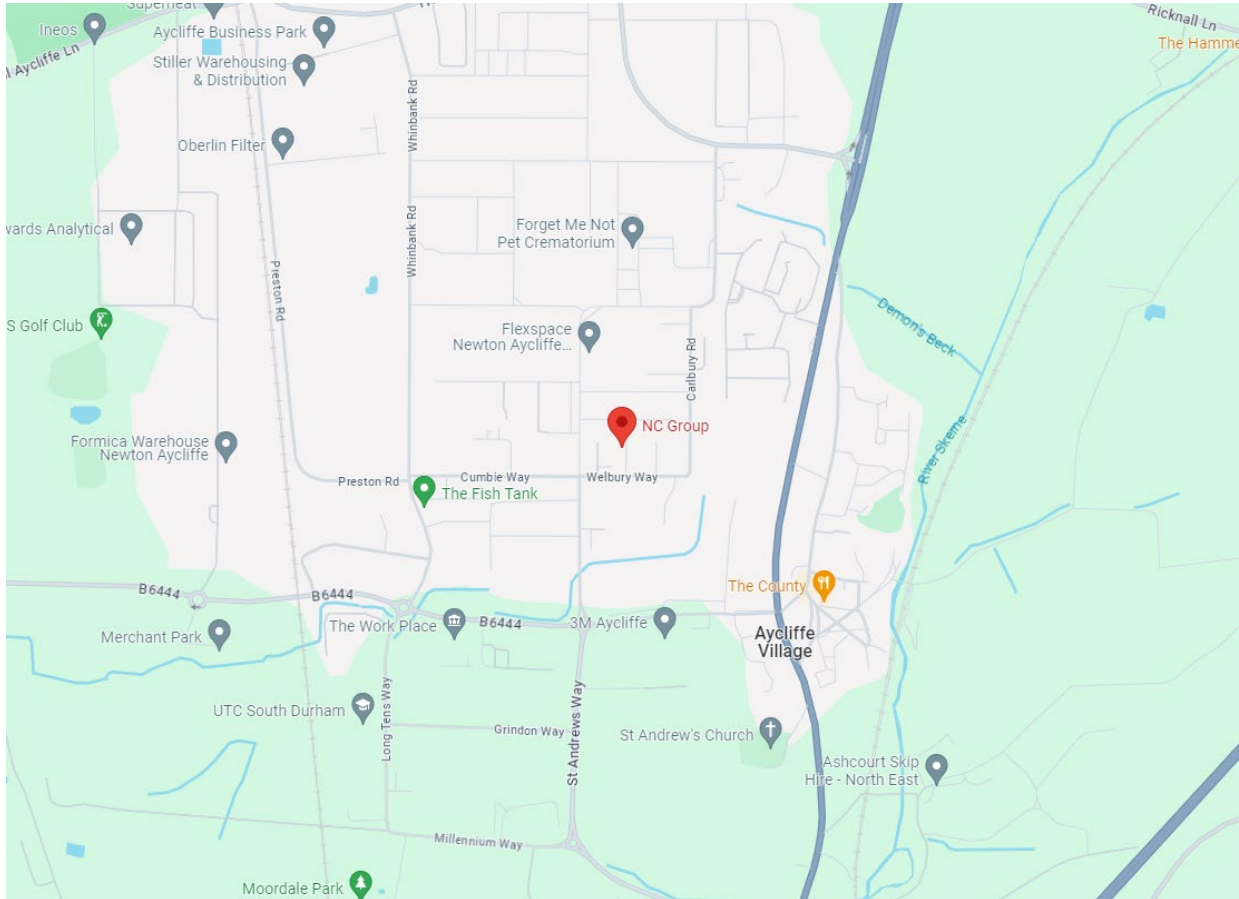 Superheat
Ineos
Aycliffe Business Park
Ricknall Ln
The Hamme
Aycliffe Ln
Stiller Warehousing
& Distribution
Whinbank Rd
Oberlin Filter
wards Analytical
Forget Me Not
Pet Crematorium
Whinbank Rd
Preston Rd
Demon's Beck
S Golf Club
Flexspace
Newton Aycliffe...
Carlbury Rd
NC Group
Formica Warehouse
Newton Aycliffe
River Skerne
Preston Rd
Cumbie Way
Welbury Way
The Fish Tank
The County
B6444
B6444
The Work Place
B6444
3M Aycliffe
Merchant Park
Aycliffe
Village
UTC South Durham
Long Tens Way
Grindon Way
St Andrews Way
St Andrew's Church
Ashcourt Skip
Hire - North East
Millennium Way
Moordale Park